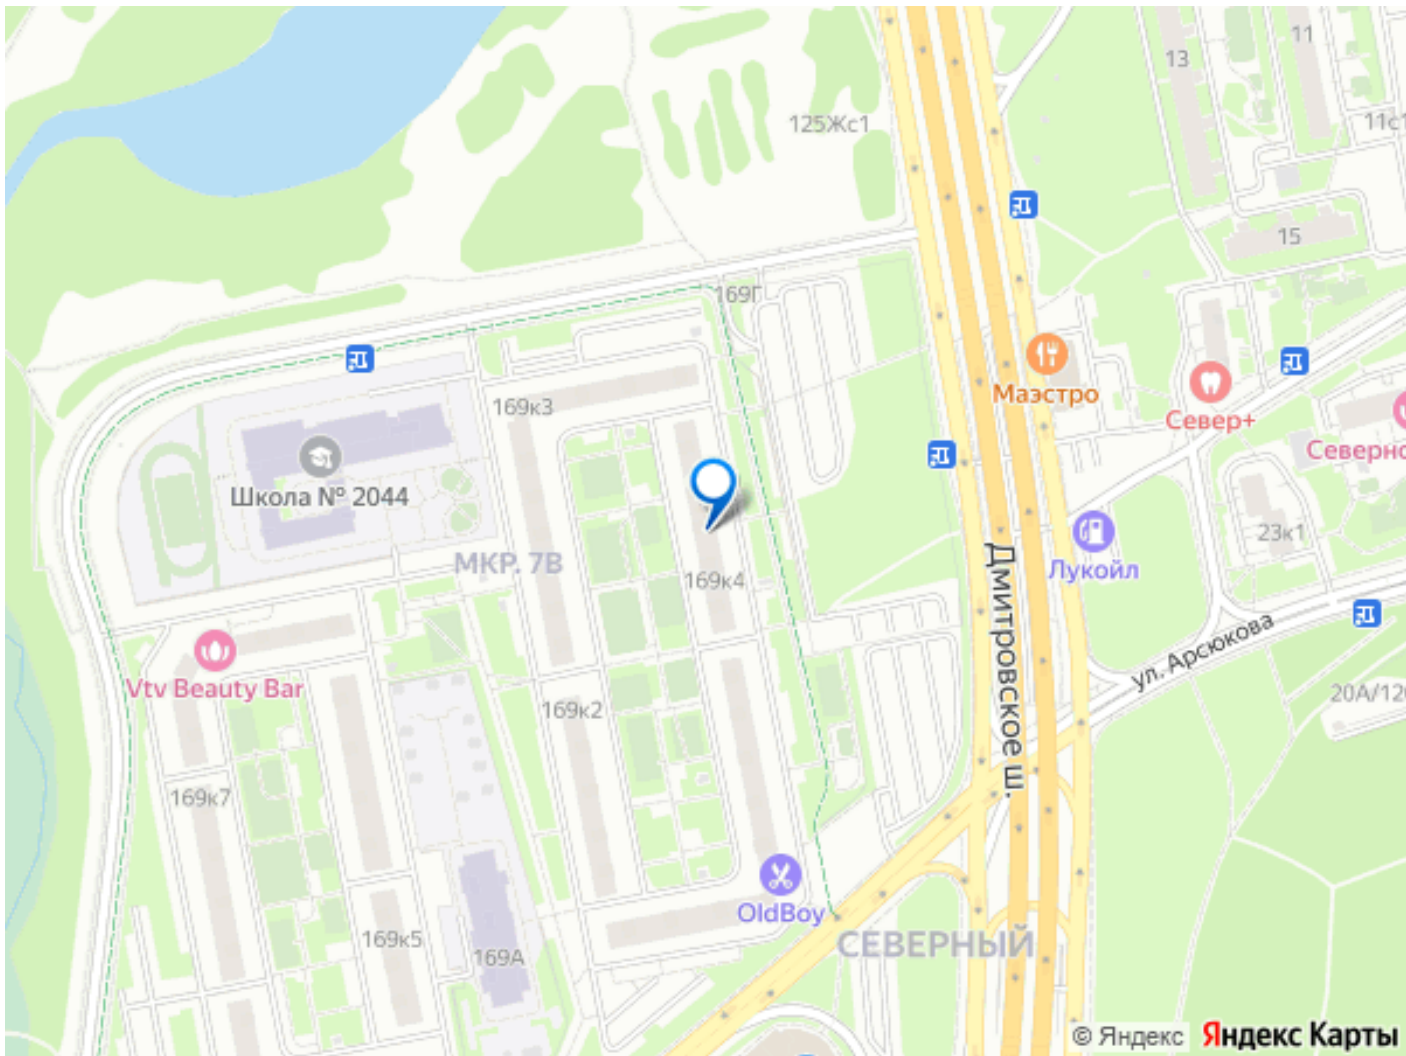 13
11
125Жс1
11с1
15
169Г
Маэстро
Север+
169к3
Школа № 2044
МКР. 7В
169к4
Лукойл
23к1
Дмитровское ш.
ул. Арсюкова
Vtv Beauty Bar
20А/12
169к2
169к7
OldBoy
169к5
169А
СЕВЕРНЫЙ
© Яндекс Яндекс Карты